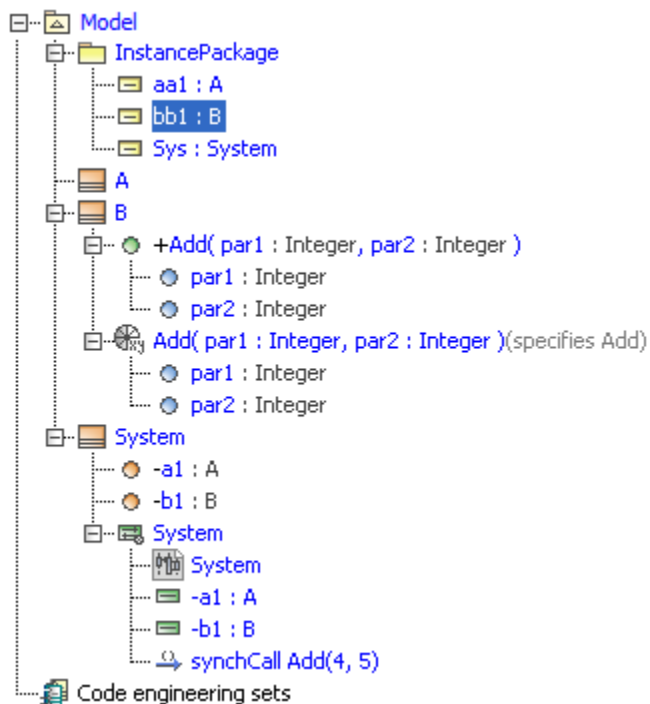 Model
InstancePackage
aa1 : A
bb1 : B
Sys : System
A
B
+Add( par1 : Integer, par2 : Integer )
par1 : Integer
par2 : Integer
Add( par1 : Integer, par2 : Integer )(specifies Add)
par1 : Integer
par2 : Integer
System
-a1 : A
-b1 : B
System
System
-a1 : A
-b1 : B
synchCall Add(4, 5)
Code engineering sets